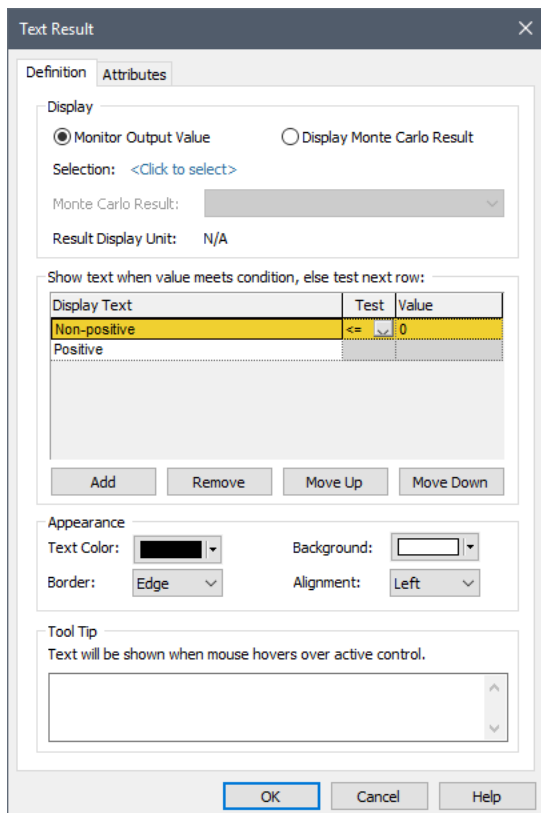 Text Result
Definition Attributes
Display
Monitor Output Value Display Monte Carlo Result
Selection: <Click to select>
Monte Carlo Result:
Result Display Unit: N/A
Show text when value meets condition, else test next row:
Display Text Test Value
Non-positive <= 0
Positive
Add Remove Move Up Move Down
Appearance
Text Color: Background:
Border: Edge Alignment: Left
Tool Tip
Text will be shown when mouse hovers over active control.
OK Cancel Help